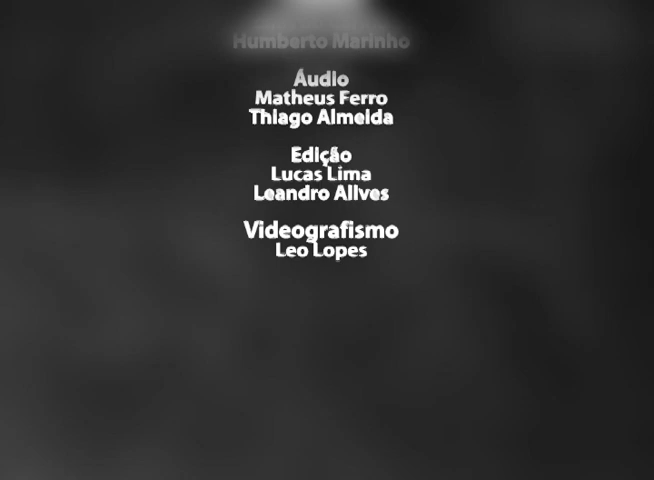 Humberto Marinho
Áudio
Matheus Ferro
Thiago Almeida
Edição
Lucas Lima
Leandro Allves
Videografismo
Leo Lopes